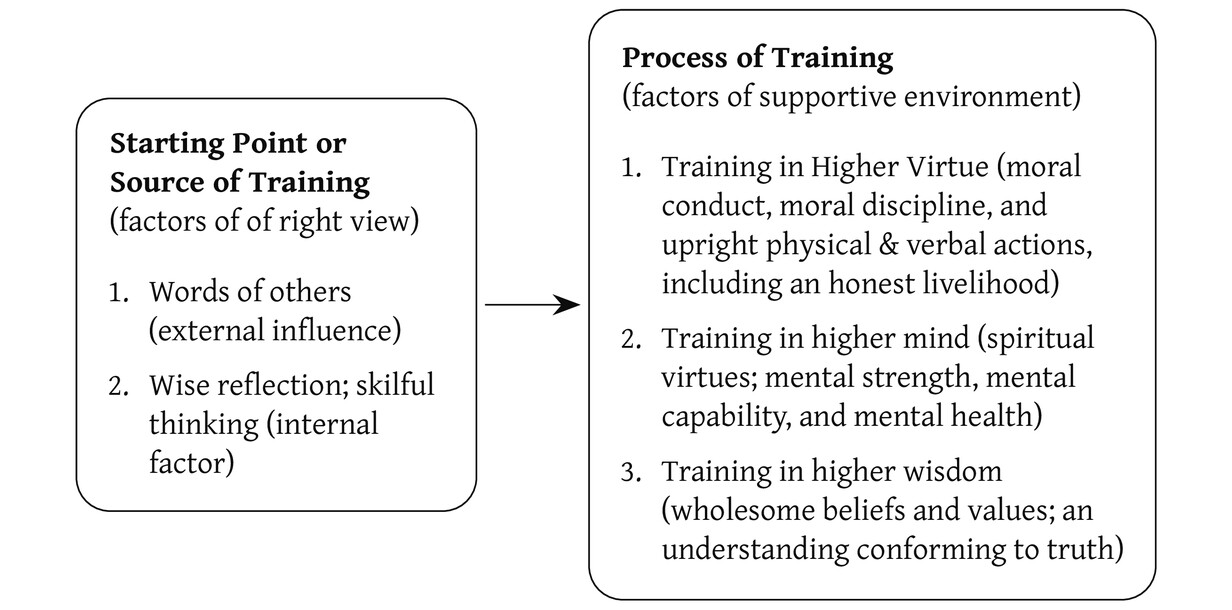 Starting Point or
Source of Training
(factors of of right view)
1. Words of others
(external influence)
2. Wise reflection; skilful
thinking (internal
factor)
Process of Training
(factors of supportive environment)
1. Training in Higher Virtue (moral
conduct, moral discipline, and
upright physical & verbal actions,
including an honest livelihood)
2. Training in higher mind (spiritual
virtues; mental strength, mental
capability, and mental health)
3. Training in higher wisdom
(wholesome beliefs and values; an
understanding conforming to truth)